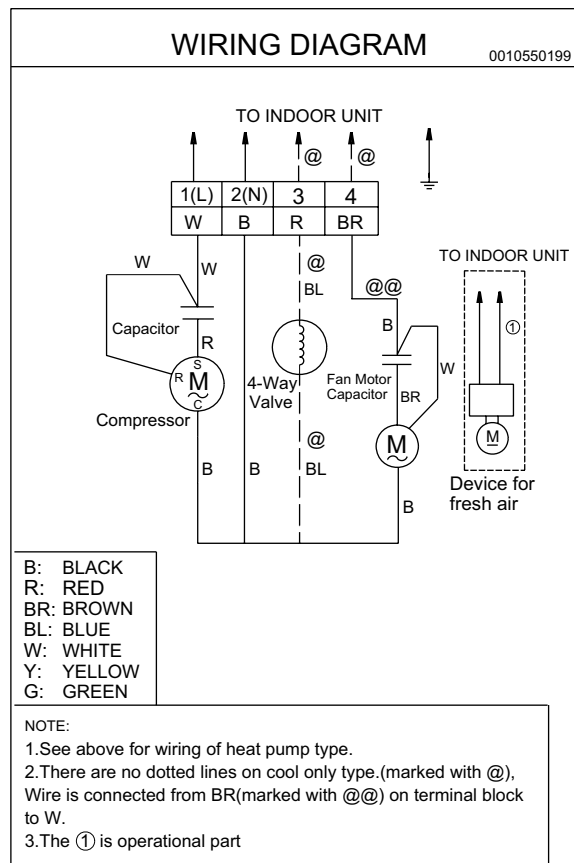 WIRING DIAGRAM
0010550199
TO INDOOR UNIT
@ @
1(L) 2(N) 3 4
W B R BR
TO INDOOR UNIT
W W @ BL @@
①
Capacitor
B
R
W
S
R M C
Compressor
4-Way
Valve
Fan Motor
Capacitor
BR
M
M
@
B B BL
B
Device for
fresh air
B: BLACK
R: RED
BR: BROWN
BL: BLUE
W: WHITE
Y: YELLOW
G: GREEN
NOTE:
1.See above for wiring of heat pump type.
2.There are no dotted lines on cool only type.(marked with @),
Wire is connected from BR(marked with @@) on terminal block
to W.
3.The ① is operational part